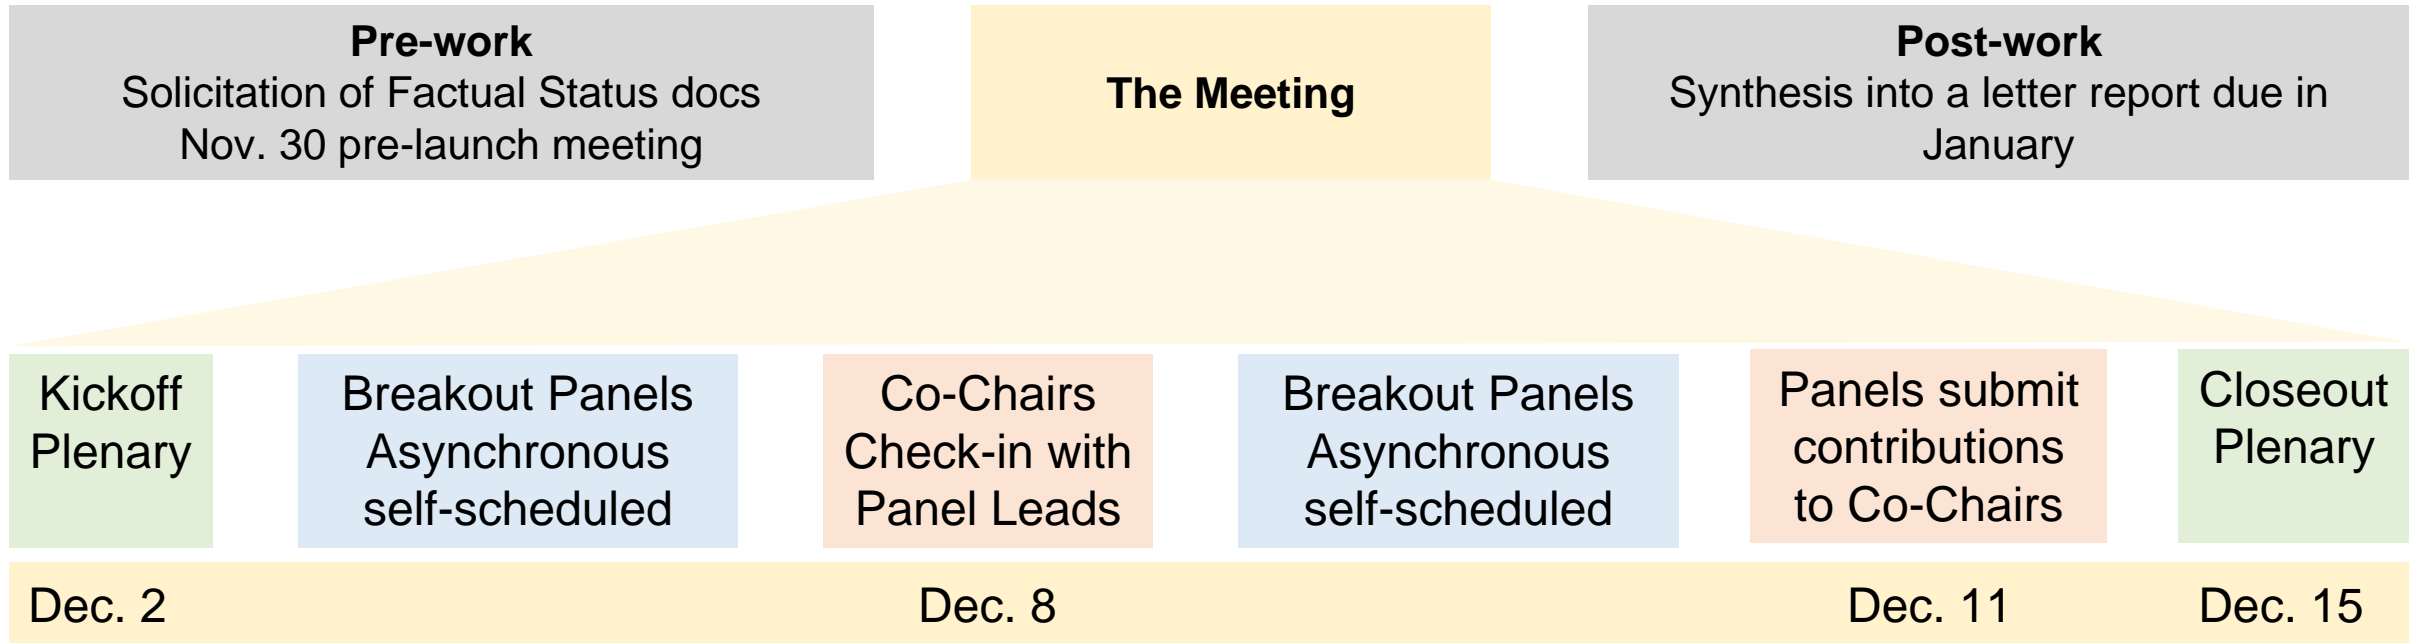 Pre-work
Solicitation of Factual Status docs
Nov. 30 pre-launch meeting
The Meeting
Post-work
Synthesis into a letter report due in
January
Kickoff
Plenary
Breakout Panels
Asynchronous
self-scheduled
Co-Chairs
Check-in with
Panel Leads
Breakout Panels
Asynchronous
self-scheduled
Panels submit
contributions
to Co-Chairs
Closeout
Plenary
Dec. 2
Dec. 8
Dec. 11
Dec. 15